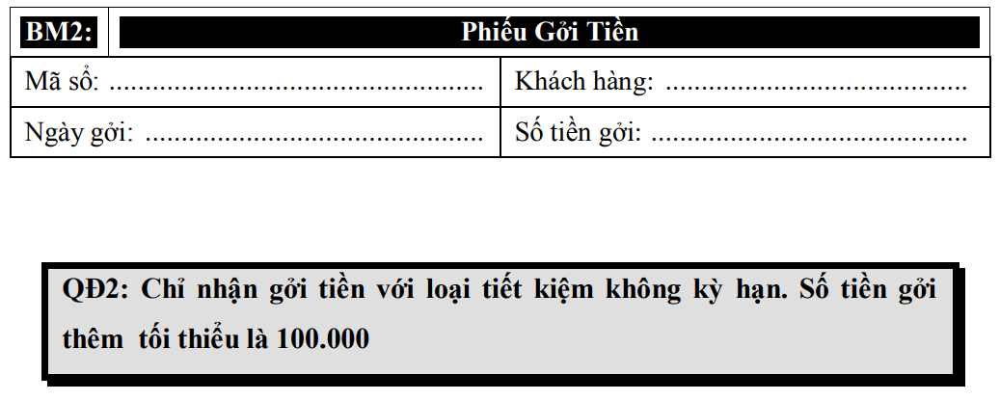 BM2: Phiếu Gởi Tiền
Mã sổ: .................................................... Khách hàng: ..........................................
Ngày gởi: ............................................... Số tiền gởi: ............................................
QĐ2: Chỉ nhận gởi tiền với loại tiết kiệm không kỳ hạn. Số tiền gởi
thêm tối thiểu là 100.000